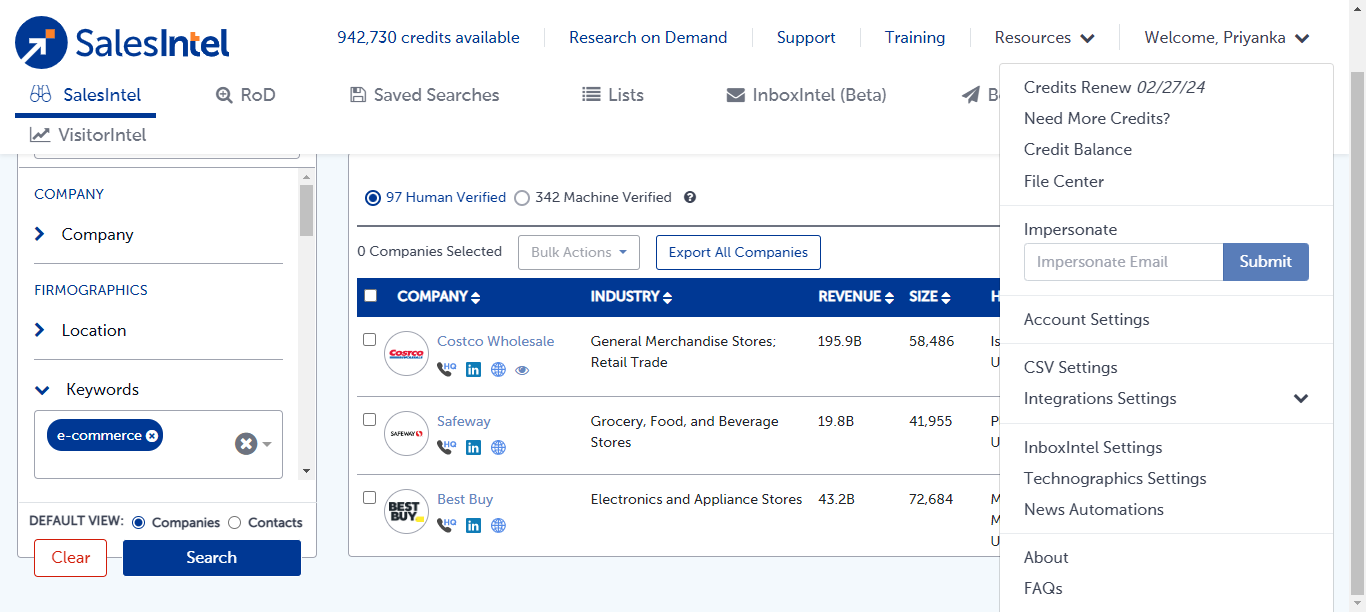 SalesIntel
942,730 credits available
Research on Demand
Support
Training
Resources
Welcome, Priyanka
SalesIntel
RoD
Saved Searches
Lists
InboxIntel (Beta)
VisitorIntel
Credits Renew 02/27/24
Need More Credits?
Credit Balance
File Center
Impersonate
Impersonate Email
Submit
Account Settings
CSV Settings
Integrations Settings
InboxIntel Settings
Technographics Settings
News Automations
About
FAQs
COMPANY
Company
FIRMOGRAPHICS
Location
Keywords
e-commerce
DEFAULT VIEW: Companies Contacts
Clear
Search
97 Human Verified 342 Machine Verified
0 Companies Selected
Bulk Actions
Export All Companies
COMPANY INDUSTRY REVENUE SIZE
COSTCO WHOLESALE
Costco Wholesale
HQ
General Merchandise Stores;
Retail Trade
195.9B
58,486
SAFEWAY
Safeway
HQ
Grocery, Food, and Beverage
Stores
19.8B
41,955
BEST
BUY
Best Buy
HQ
Electronics and Appliance Stores
43.2B
72,684